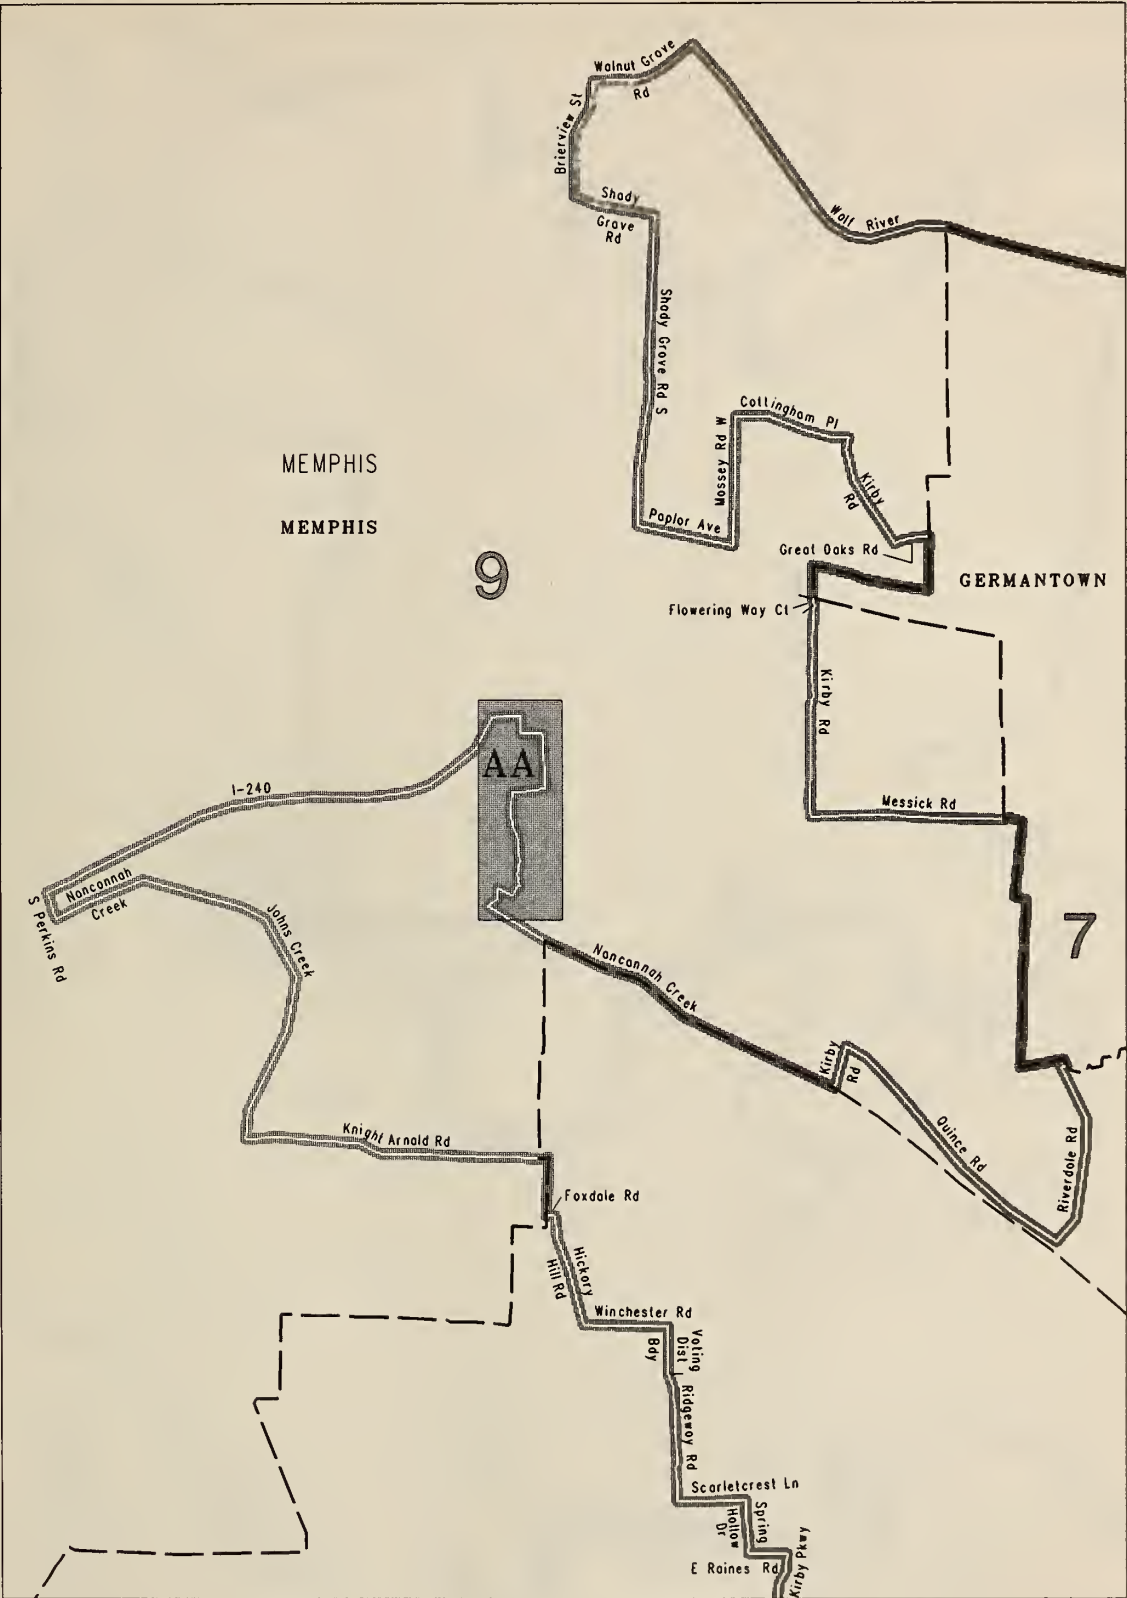 Walnut Grove
Rd
Brierview St
Shady
Grove
Rd
Wolf River
Shady Grove Rd S
Cottingham Pl
Massey Rd W
MEMPHIS
Kirby
Rd
MEMPHIS
Poplar Ave
Great Oaks Rd
9
GERMANTOWN
Flowering Way Ct
Kirby Rd
AA
I-240
Messick Rd
Nonconnah
Creek
S Perkins Rd
Johns Creek
7
Nonconnah Creek
Kirby
Rd
Quince Rd
Knight Arnold Rd
Riverdale Rd
Foxdale Rd
Hickory
Hill Rd
Winchester Rd
Voting
Dist
Bdy
Ridgeway Rd
Scarletcrest Ln
Spring
Hollow
Dr
E Raines Rd
Kirby Pkwy